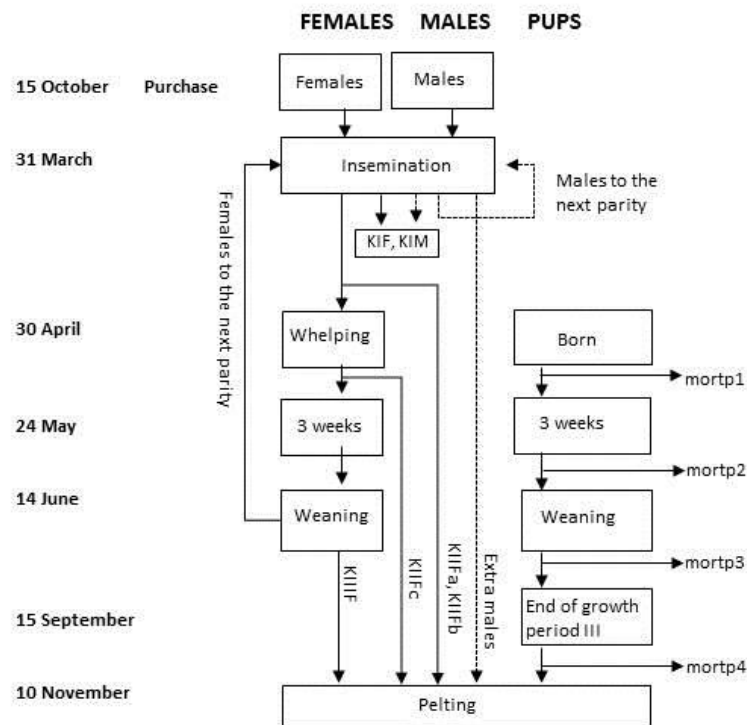 FEMALES MALES PUPS
15 October Purchase Females Males
31 March Insemination
Males to the
next parity
Females to the next parity
KIF, KIM
30 April Whelping Born
mortp1
24 May 3 weeks 3 weeks
mortp2
14 June Weaning Weaning
KIIIF
KIIFc
KIIFa, KIIFb
Extra males
mortp3
15 September End of growth
period III
mortp4
10 November Pelting